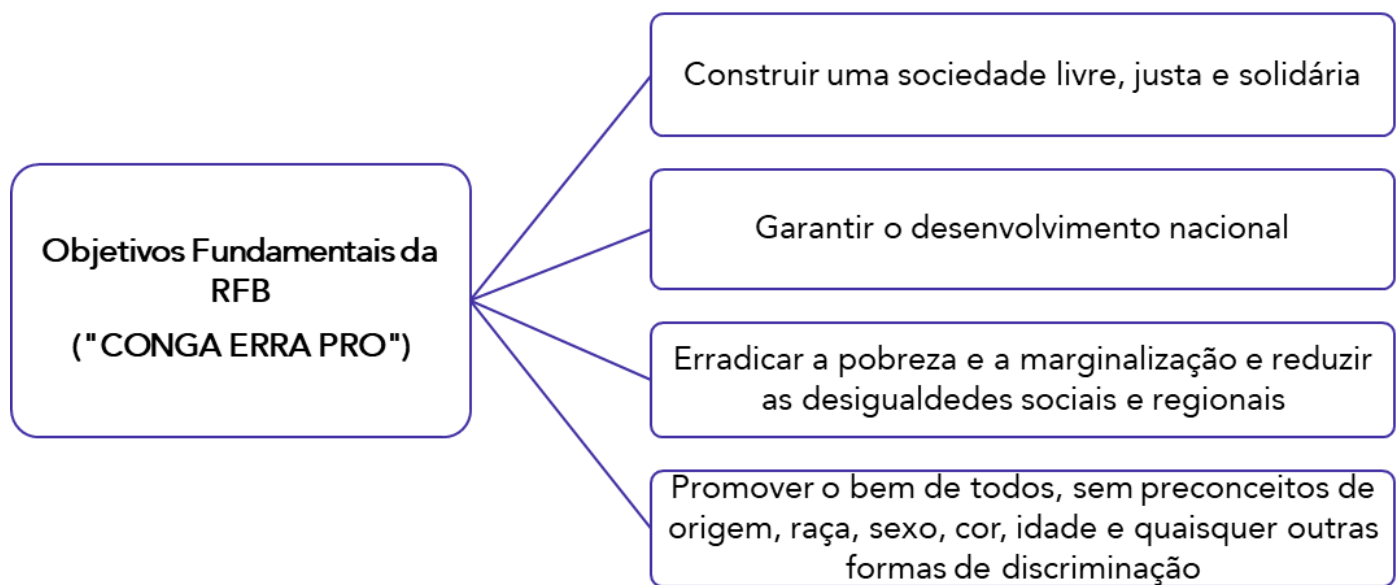 Objetivos Fundamentais da
RFB
("CONGA ERRA PRO")
Construir uma sociedade livre, justa e solidária
Garantir o desenvolvimento nacional
Erradicar a pobreza e a marginalização e reduzir
as desigualdedes sociais e regionais
Promover o bem de todos, sem preconceitos de
origem, raça, sexo, cor, idade e quaisquer outras
formas de discriminação